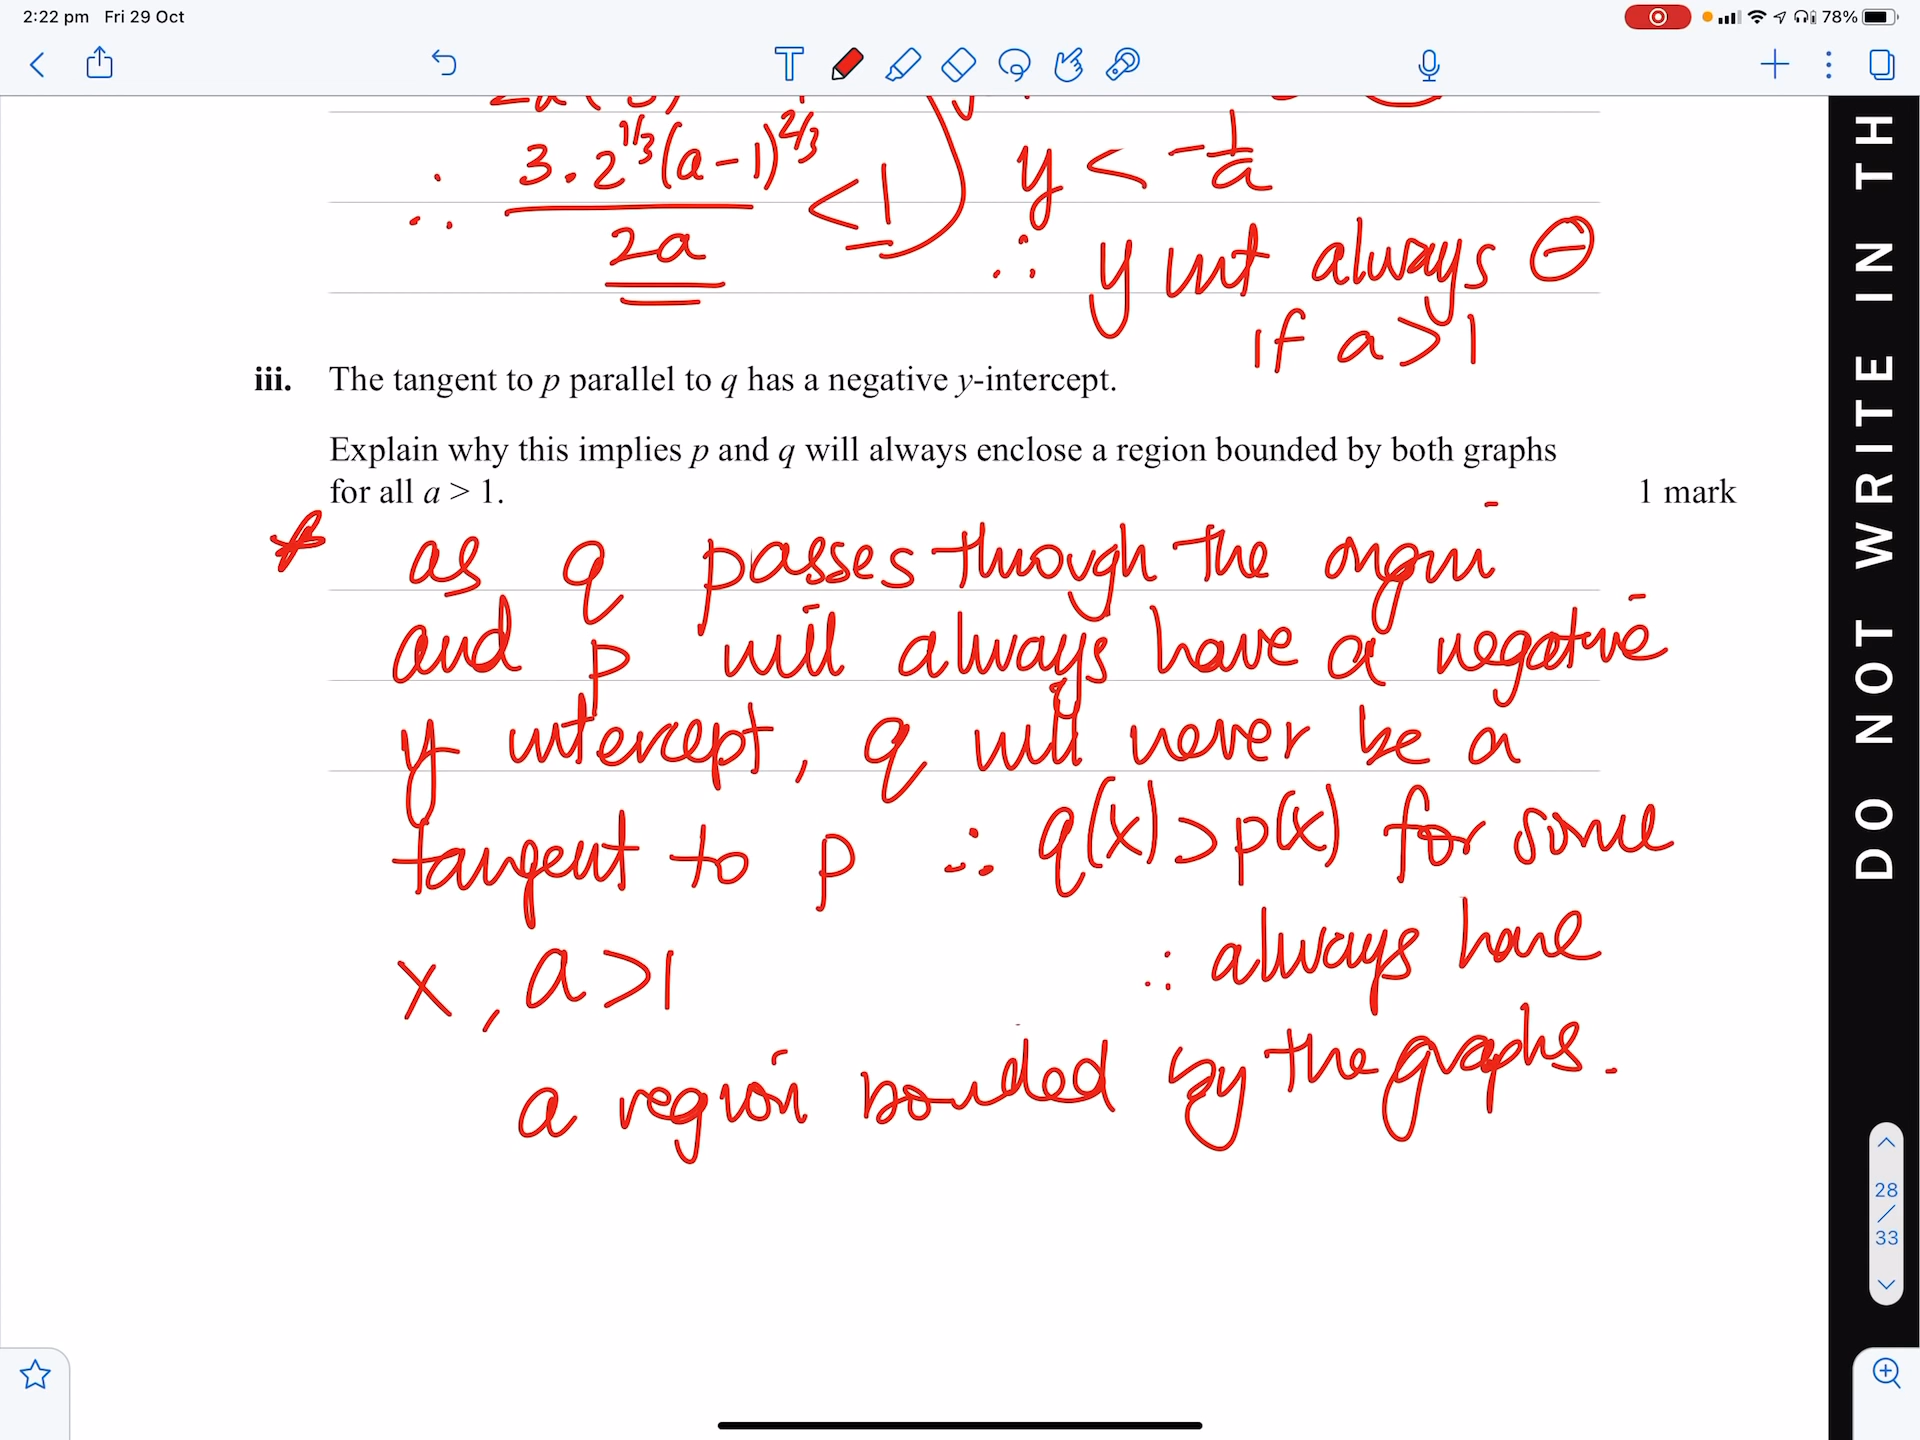 2:22 pm Fri 29 Oct
78%
∴ 3.2^{1/3}(a-1)^{2/3} / 2a < 1
y < -1/a
∴ y int always ⊖
if a > 1
iii. The tangent to p parallel to q has a negative y-intercept.
Explain why this implies p and q will always enclose a region bounded by both graphs
for all a > 1. 1 mark
* as q passes through the origin
and p will always have a negative
y intercept, q will never be a
tangent to p ∴ q(x) > p(x) for some
x, a > 1 ∴ always have
a region bounded by the graphs.
DO NOT WRITE IN TH
28
/
33